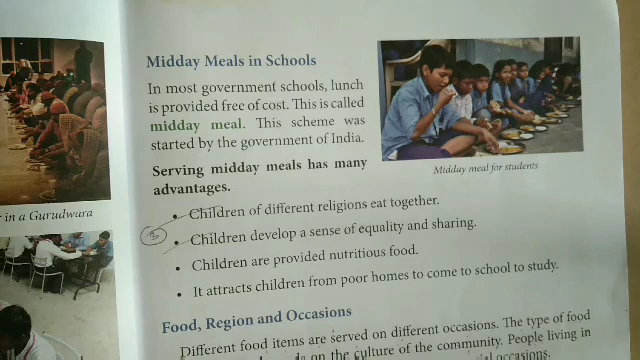 Midday Meals in Schools
In most government schools, lunch
is provided free of cost. This is called
midday meal. This scheme was
started by the government of India.
Serving midday meals has many
advantages.
Midday meal for students
r in a Gurudwara
• Children of different religions eat together.
3
• Children develop a sense of equality and sharing.
• Children are provided nutritious food.
• It attracts children from poor homes to come to school to study.
Food, Region and Occasions
Different food items are served on different occasions. The type of food
on the culture of the community. People living in
occasions.